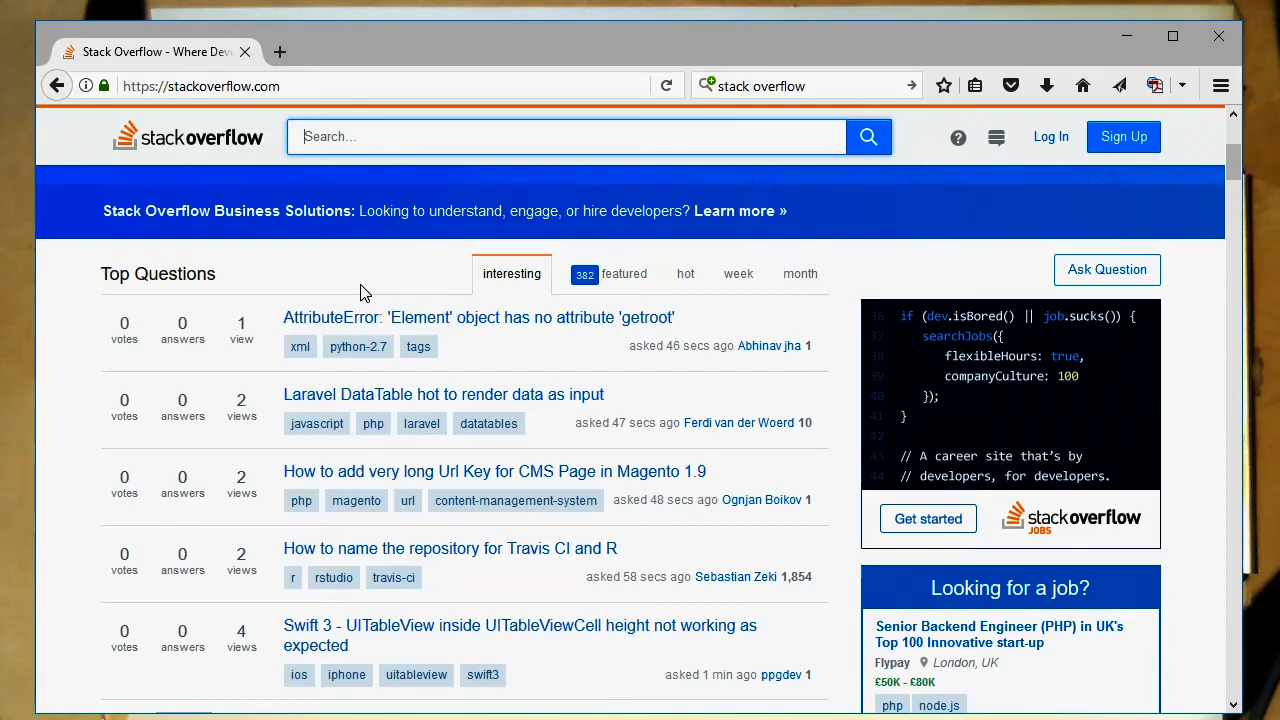 Stack Overflow - Where Deve
https://stackoverflow.com
stack overflow
stackoverflow
Search...
Log In
Sign Up
Stack Overflow Business Solutions: Looking to understand, engage, or hire developers? Learn more »
Top Questions
interesting
382 featured
hot
week
month
Ask Question
0 votes
0 answers
1 view
AttributeError: 'Element' object has no attribute 'getroot'
xml python-2.7 tags
asked 46 secs ago Abhinav jha 1
0 votes
0 answers
2 views
Laravel DataTable hot to render data as input
javascript php laravel datatables
asked 47 secs ago Ferdi van der Woerd 10
0 votes
0 answers
2 views
How to add very long Url Key for CMS Page in Magento 1.9
php magento url content-management-system
asked 48 secs ago Ognjan Boikov 1
0 votes
0 answers
2 views
How to name the repository for Travis CI and R
r rstudio travis-ci
asked 58 secs ago Sebastian Zeki 1,854
0 votes
0 answers
4 views
Swift 3 - UITableView inside UITableViewCell height not working as
expected
ios iphone uitableview swift3
asked 1 min ago ppgdev 1
36 if (dev.isBored() || job.sucks()) {
37 searchJobs({
38 flexibleHours: true,
39 companyCulture: 100
40 });
41 }
42
43 // A career site that's by
44 // developers, for developers.
Get started
stackoverflow
JOBS
Looking for a job?
Senior Backend Engineer (PHP) in UK's
Top 100 Innovative start-up
Flypay London, UK
£50K - £80K
php node.js